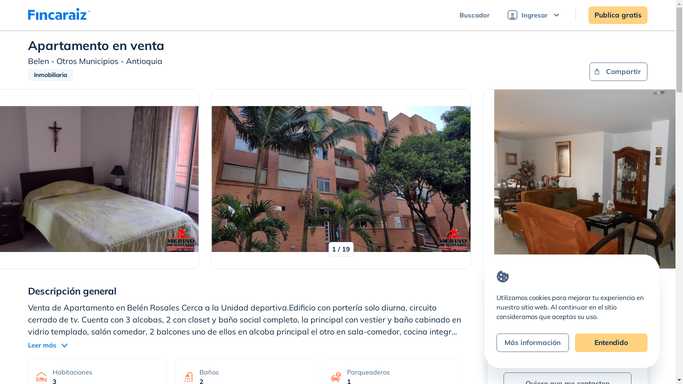 Fincaraiz
Buscador
Ingresar
Publica gratis
Apartamento en venta
Belen - Otros Municipios - Antioquia
Inmobiliaria
Compartir
1 / 19
Descripción general
Venta de Apartamento en Belén Rosales Cerca a la Unidad deportiva.Edificio con portería solo diurna, circuito
cerrado de tv. Cuenta con 3 alcobas, 2 con closet y baño social completo, la principal con vestier y baño cabinado en
vidrio templado, salón comedor, 2 balcones uno de ellos en alcoba principal el otro en sala-comedor, cocina integr...
Leer más
Habitaciones
3
Baños
2
Parqueaderos
1
Utilizamos cookies para mejorar tu experiencia en
nuestro sitio web. Al continuar en el sitio
consideramos que aceptas su uso.
Más información
Entendido
Quiero que me contacten